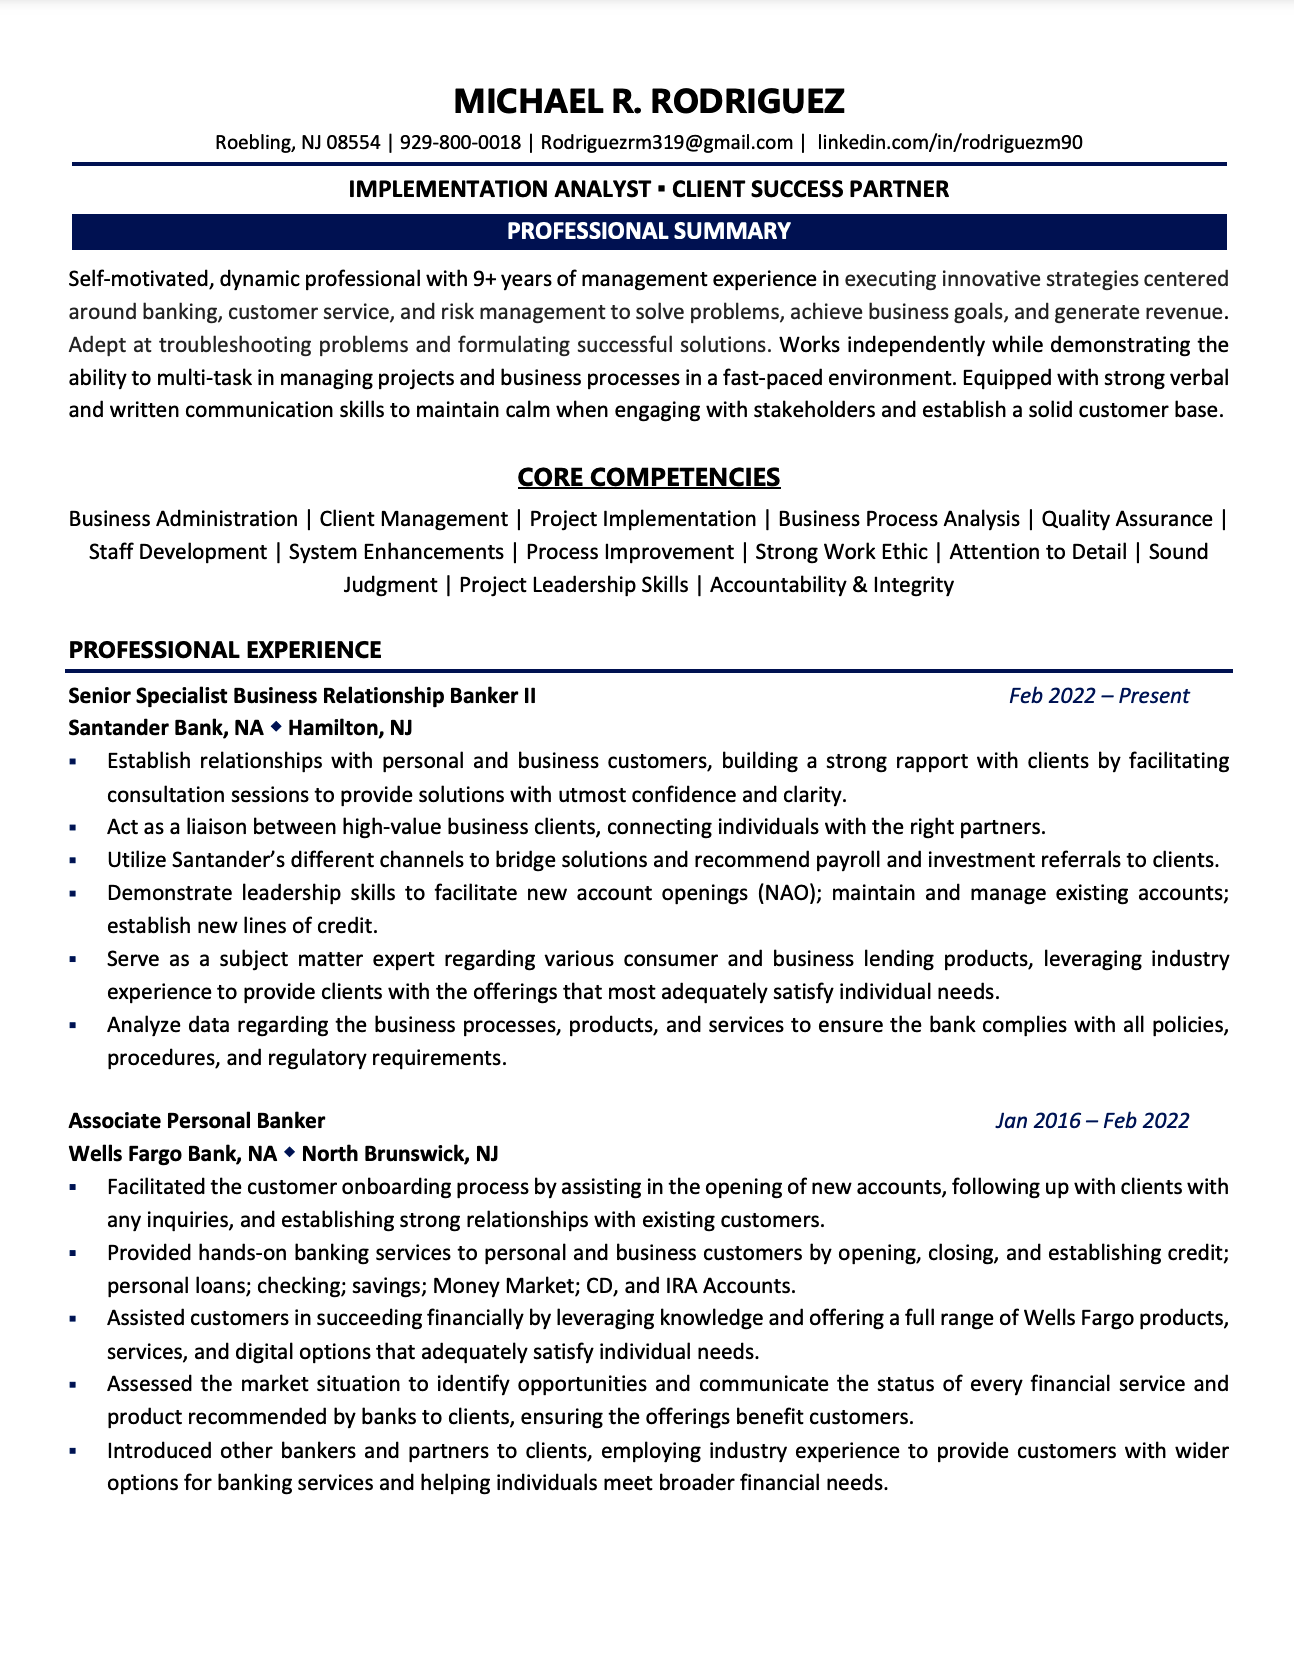 MICHAEL R. RODRIGUEZ
Roebling, NJ 08554 | 929-800-0018 | Rodriguezrm319@gmail.com | linkedin.com/in/rodriguezm90
IMPLEMENTATION ANALYST ▪ CLIENT SUCCESS PARTNER
PROFESSIONAL SUMMARY
Self-motivated, dynamic professional with 9+ years of management experience in executing innovative strategies centered
around banking, customer service, and risk management to solve problems, achieve business goals, and generate revenue.
Adept at troubleshooting problems and formulating successful solutions. Works independently while demonstrating the
ability to multi-task in managing projects and business processes in a fast-paced environment. Equipped with strong verbal
and written communication skills to maintain calm when engaging with stakeholders and establish a solid customer base.
CORE COMPETENCIES
Business Administration | Client Management | Project Implementation | Business Process Analysis | Quality Assurance |
Staff Development | System Enhancements | Process Improvement | Strong Work Ethic | Attention to Detail | Sound
Judgment | Project Leadership Skills | Accountability & Integrity
PROFESSIONAL EXPERIENCE
Senior Specialist Business Relationship Banker II Feb 2022 – Present
Santander Bank, NA ◆ Hamilton, NJ
▪ Establish relationships with personal and business customers, building a strong rapport with clients by facilitating
consultation sessions to provide solutions with utmost confidence and clarity.
▪ Act as a liaison between high-value business clients, connecting individuals with the right partners.
▪ Utilize Santander’s different channels to bridge solutions and recommend payroll and investment referrals to clients.
▪ Demonstrate leadership skills to facilitate new account openings (NAO); maintain and manage existing accounts;
establish new lines of credit.
▪ Serve as a subject matter expert regarding various consumer and business lending products, leveraging industry
experience to provide clients with the offerings that most adequately satisfy individual needs.
▪ Analyze data regarding the business processes, products, and services to ensure the bank complies with all policies,
procedures, and regulatory requirements.
Associate Personal Banker Jan 2016 – Feb 2022
Wells Fargo Bank, NA ◆ North Brunswick, NJ
▪ Facilitated the customer onboarding process by assisting in the opening of new accounts, following up with clients with
any inquiries, and establishing strong relationships with existing customers.
▪ Provided hands-on banking services to personal and business customers by opening, closing, and establishing credit;
personal loans; checking; savings; Money Market; CD, and IRA Accounts.
▪ Assisted customers in succeeding financially by leveraging knowledge and offering a full range of Wells Fargo products,
services, and digital options that adequately satisfy individual needs.
▪ Assessed the market situation to identify opportunities and communicate the status of every financial service and
product recommended by banks to clients, ensuring the offerings benefit customers.
▪ Introduced other bankers and partners to clients, employing industry experience to provide customers with wider
options for banking services and helping individuals meet broader financial needs.